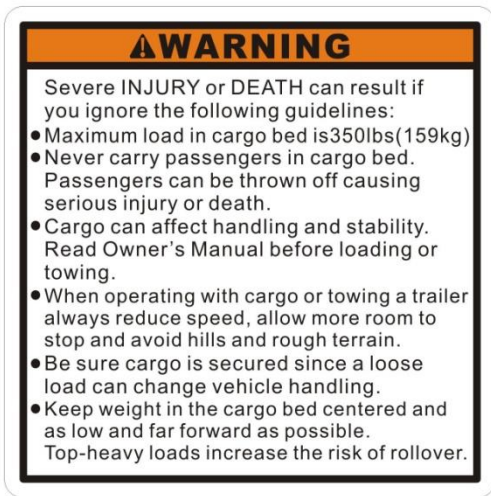 WARNING
Severe INJURY or DEATH can result if
you ignore the following guidelines:
●Maximum load in cargo bed is350lbs(159kg)
●Never carry passengers in cargo bed.
Passengers can be thrown off causing
serious injury or death.
●Cargo can affect handling and stability.
Read Owner's Manual before loading or
towing.
●When operating with cargo or towing a trailer
always reduce speed, allow more room to
stop and avoid hills and rough terrain.
●Be sure cargo is secured since a loose
load can change vehicle handling.
●Keep weight in the cargo bed centered and
as low and far forward as possible.
Top-heavy loads increase the risk of rollover.